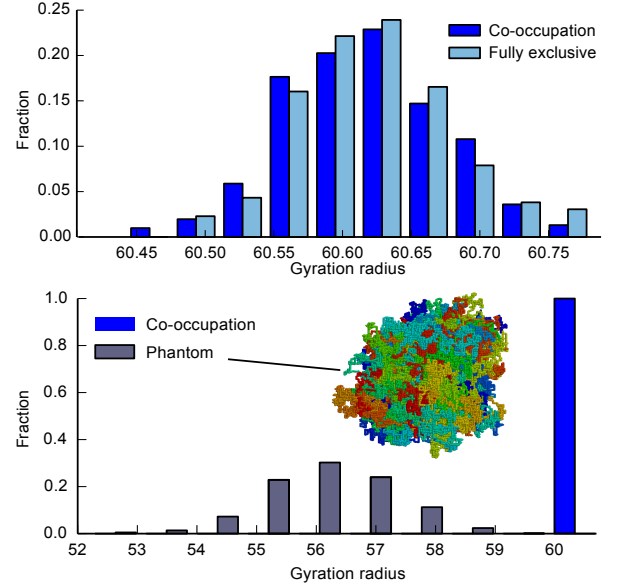 0.25
0.20
0.15
0.10
0.05
0.00
Fraction
Co-occupation
Fully exclusive
60.45 60.50 60.55 60.60 60.65 60.70 60.75
Gyration radius
1.0
0.8
0.6
0.4
0.2
0.0
Fraction
Co-occupation
Phantom
52 53 54 55 56 57 58 59 60
Gyration radius